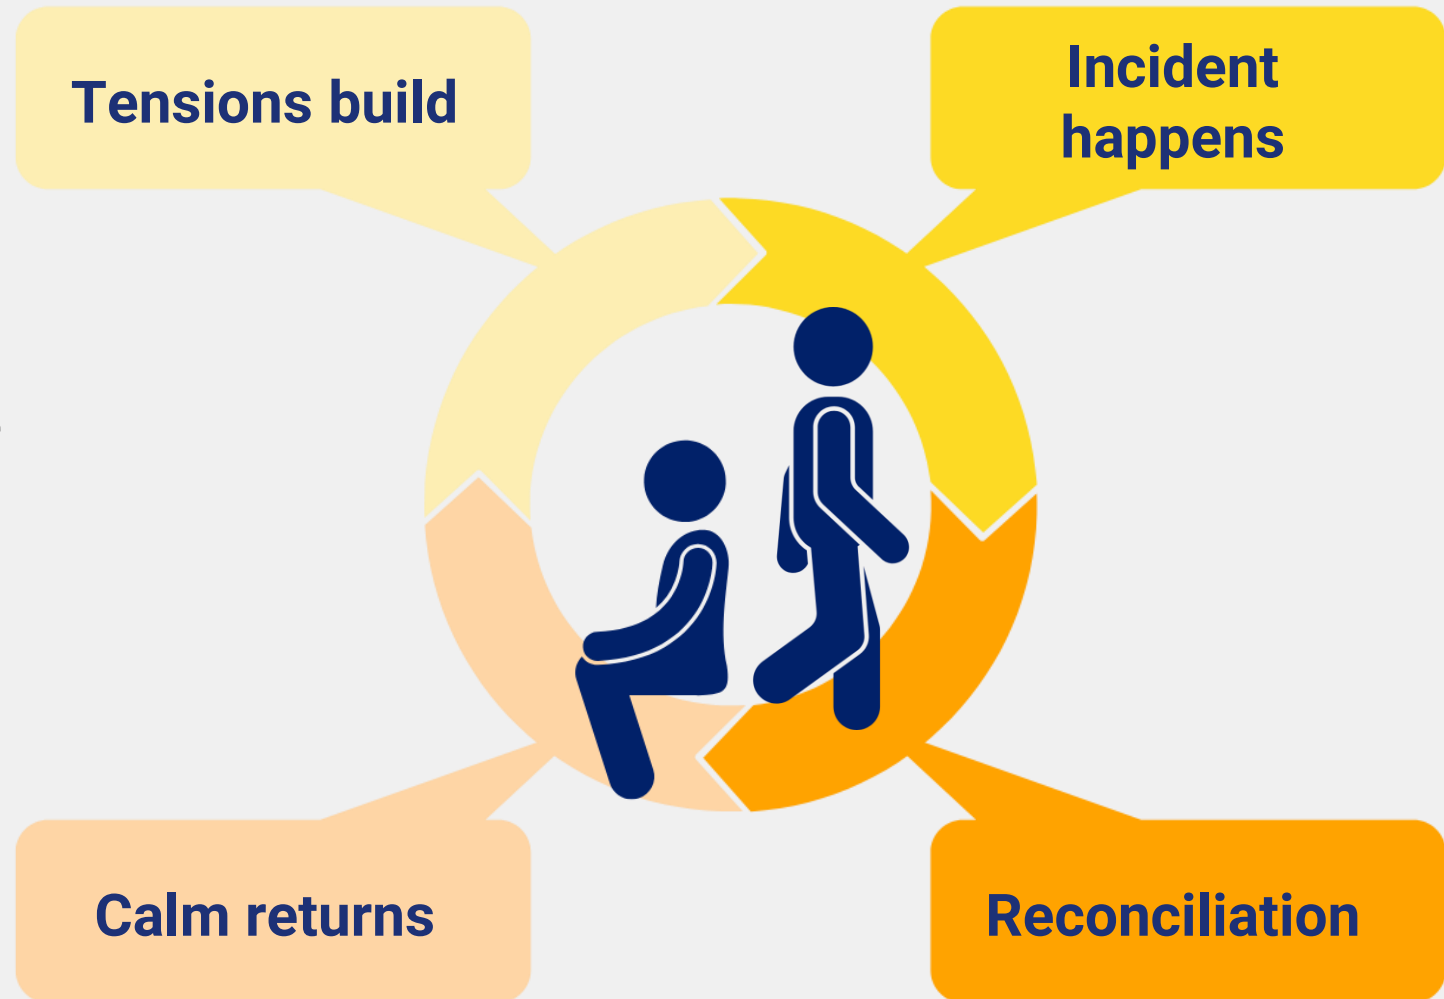 Tensions build
Incident
happens
Calm returns
Reconciliation